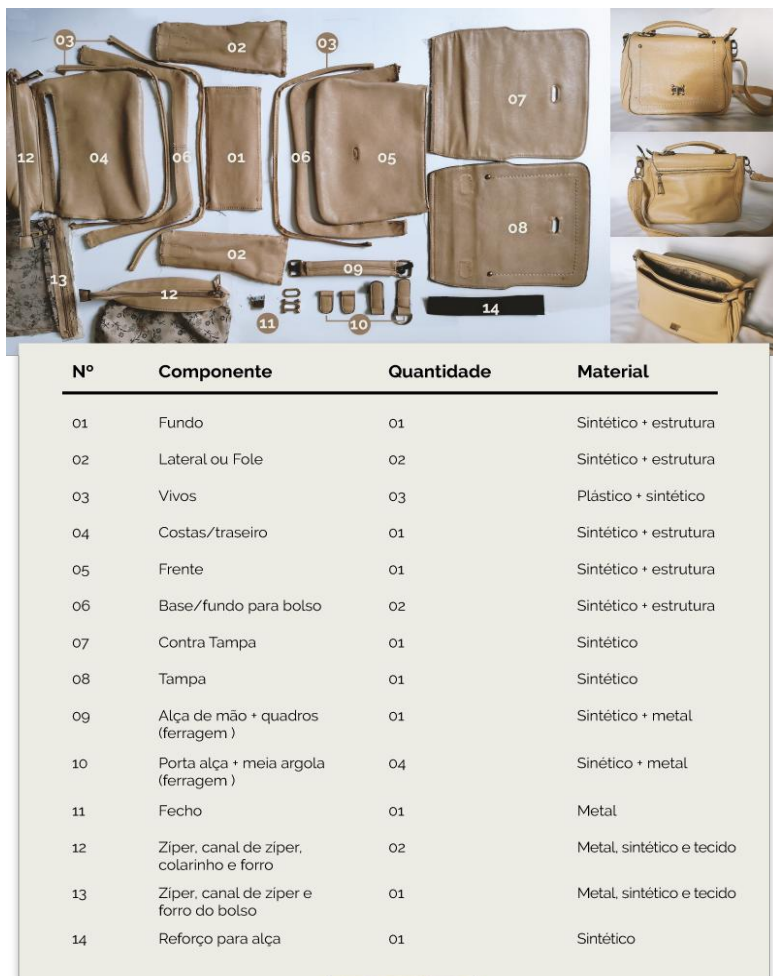 03
02
03
07
12
04
06
01
06
05
08
02
13
12
09
11
10
14
Nº Componente Quantidade Material
01 Fundo 01 Sintético + estrutura
02 Lateral ou Fole 02 Sintético + estrutura
03 Vivos 03 Plástico + sintético
04 Costas/traseiro 01 Sintético + estrutura
05 Frente 01 Sintético + estrutura
06 Base/fundo para bolso 02 Sintético + estrutura
07 Contra Tampa 01 Sintético
08 Tampa 01 Sintético
09 Alça de mão + quadros 01 Sintético + metal
(ferragem )
10 Porta alça + meia argola 04 Sinético + metal
(ferragem )
11 Fecho 01 Metal
12 Zíper, canal de zíper, 02 Metal, sintético e tecido
colarinho e forro
13 Zíper, canal de zíper e 01 Metal, sintético e tecido
forro do bolso
14 Reforço para alça 01 Sintético